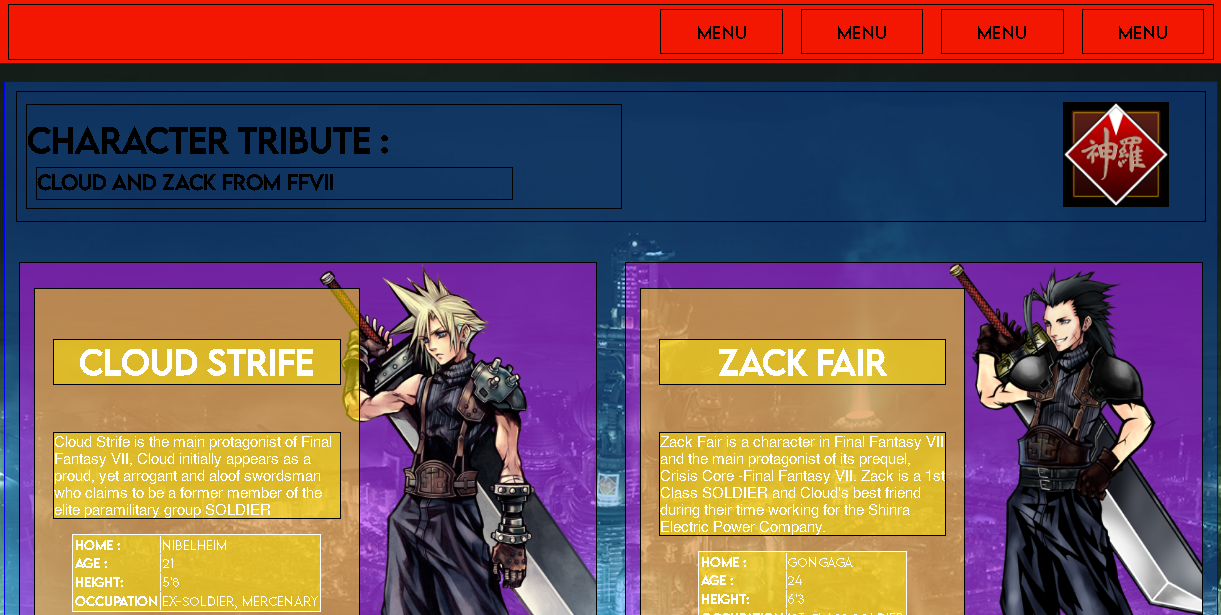 MENU MENU MENU MENU
CHARACTER TRIBUTE :
CLOUD AND ZACK FROM FFVII
神羅
CLOUD STRIFE
Cloud Strife is the main protagonist of Final
Fantasy VII, Cloud initially appears as a
proud, yet arrogant and aloof swordsman
who claims to be a former member of the
elite paramilitary group SOLDIER
HOME : NIBELHEIM
AGE : 21
HEIGHT: 5'8
OCCUPATION EX-SOLDIER, MERCENARY
ZACK FAIR
Zack Fair is a character in Final Fantasy VII
and the main protagonist of its prequel,
Crisis Core -Final Fantasy VII. Zack is a 1st
Class SOLDIER and Cloud's best friend
during their time working for the Shinra
Electric Power Company.
HOME : GONGAGA
AGE : 24
HEIGHT: 6'3